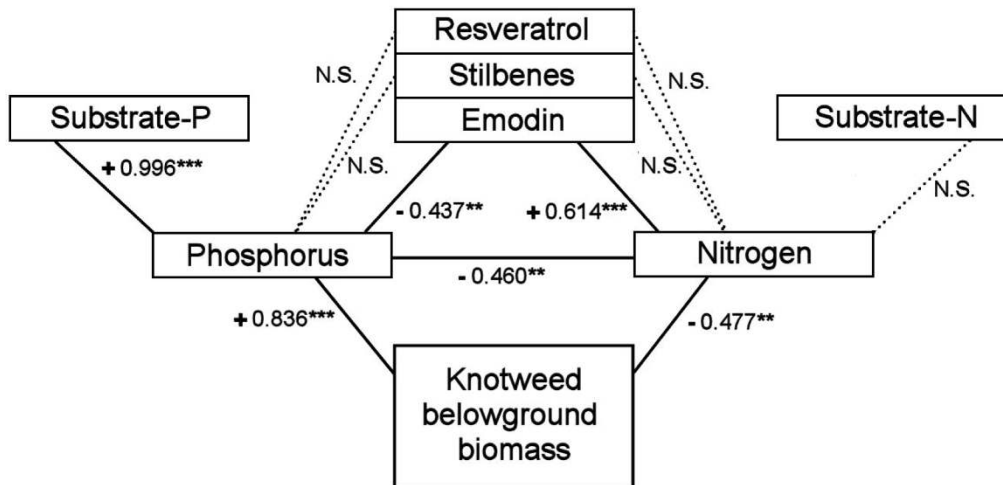 Resveratrol
N.S.
N.S.
Stilbenes
Substrate-P
Emodin
Substrate-N
+ 0.996***
N.S.
N.S.
N.S.
- 0.437**
+ 0.614***
Phosphorus
Nitrogen
- 0.460**
+ 0.836***
- 0.477**
Knotweed
belowground
biomass